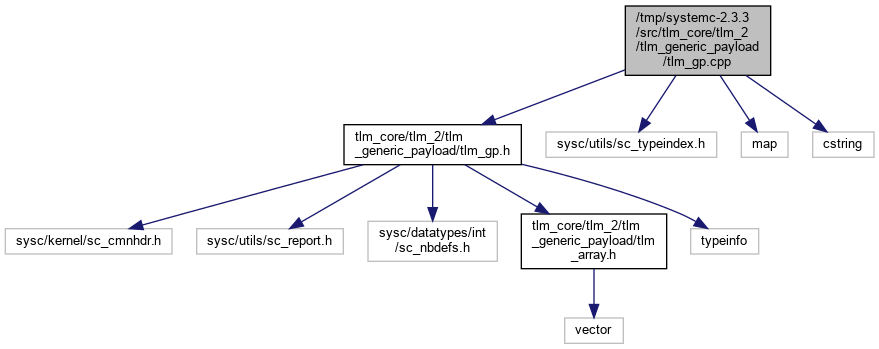 /tmp/systemc-2.3.3
/src/tlm_core/tlm_2
/tlm_generic_payload
/tlm_gp.cpp
tlm_core/tlm_2/tlm
_generic_payload/tlm_gp.h
sysc/utils/sc_typeindex.h
map
cstring
sysc/kernel/sc_cmnhdr.h
sysc/utils/sc_report.h
sysc/datatypes/int
/sc_nbdefs.h
tlm_core/tlm_2/tlm
_generic_payload/tlm
_array.h
typeinfo
vector